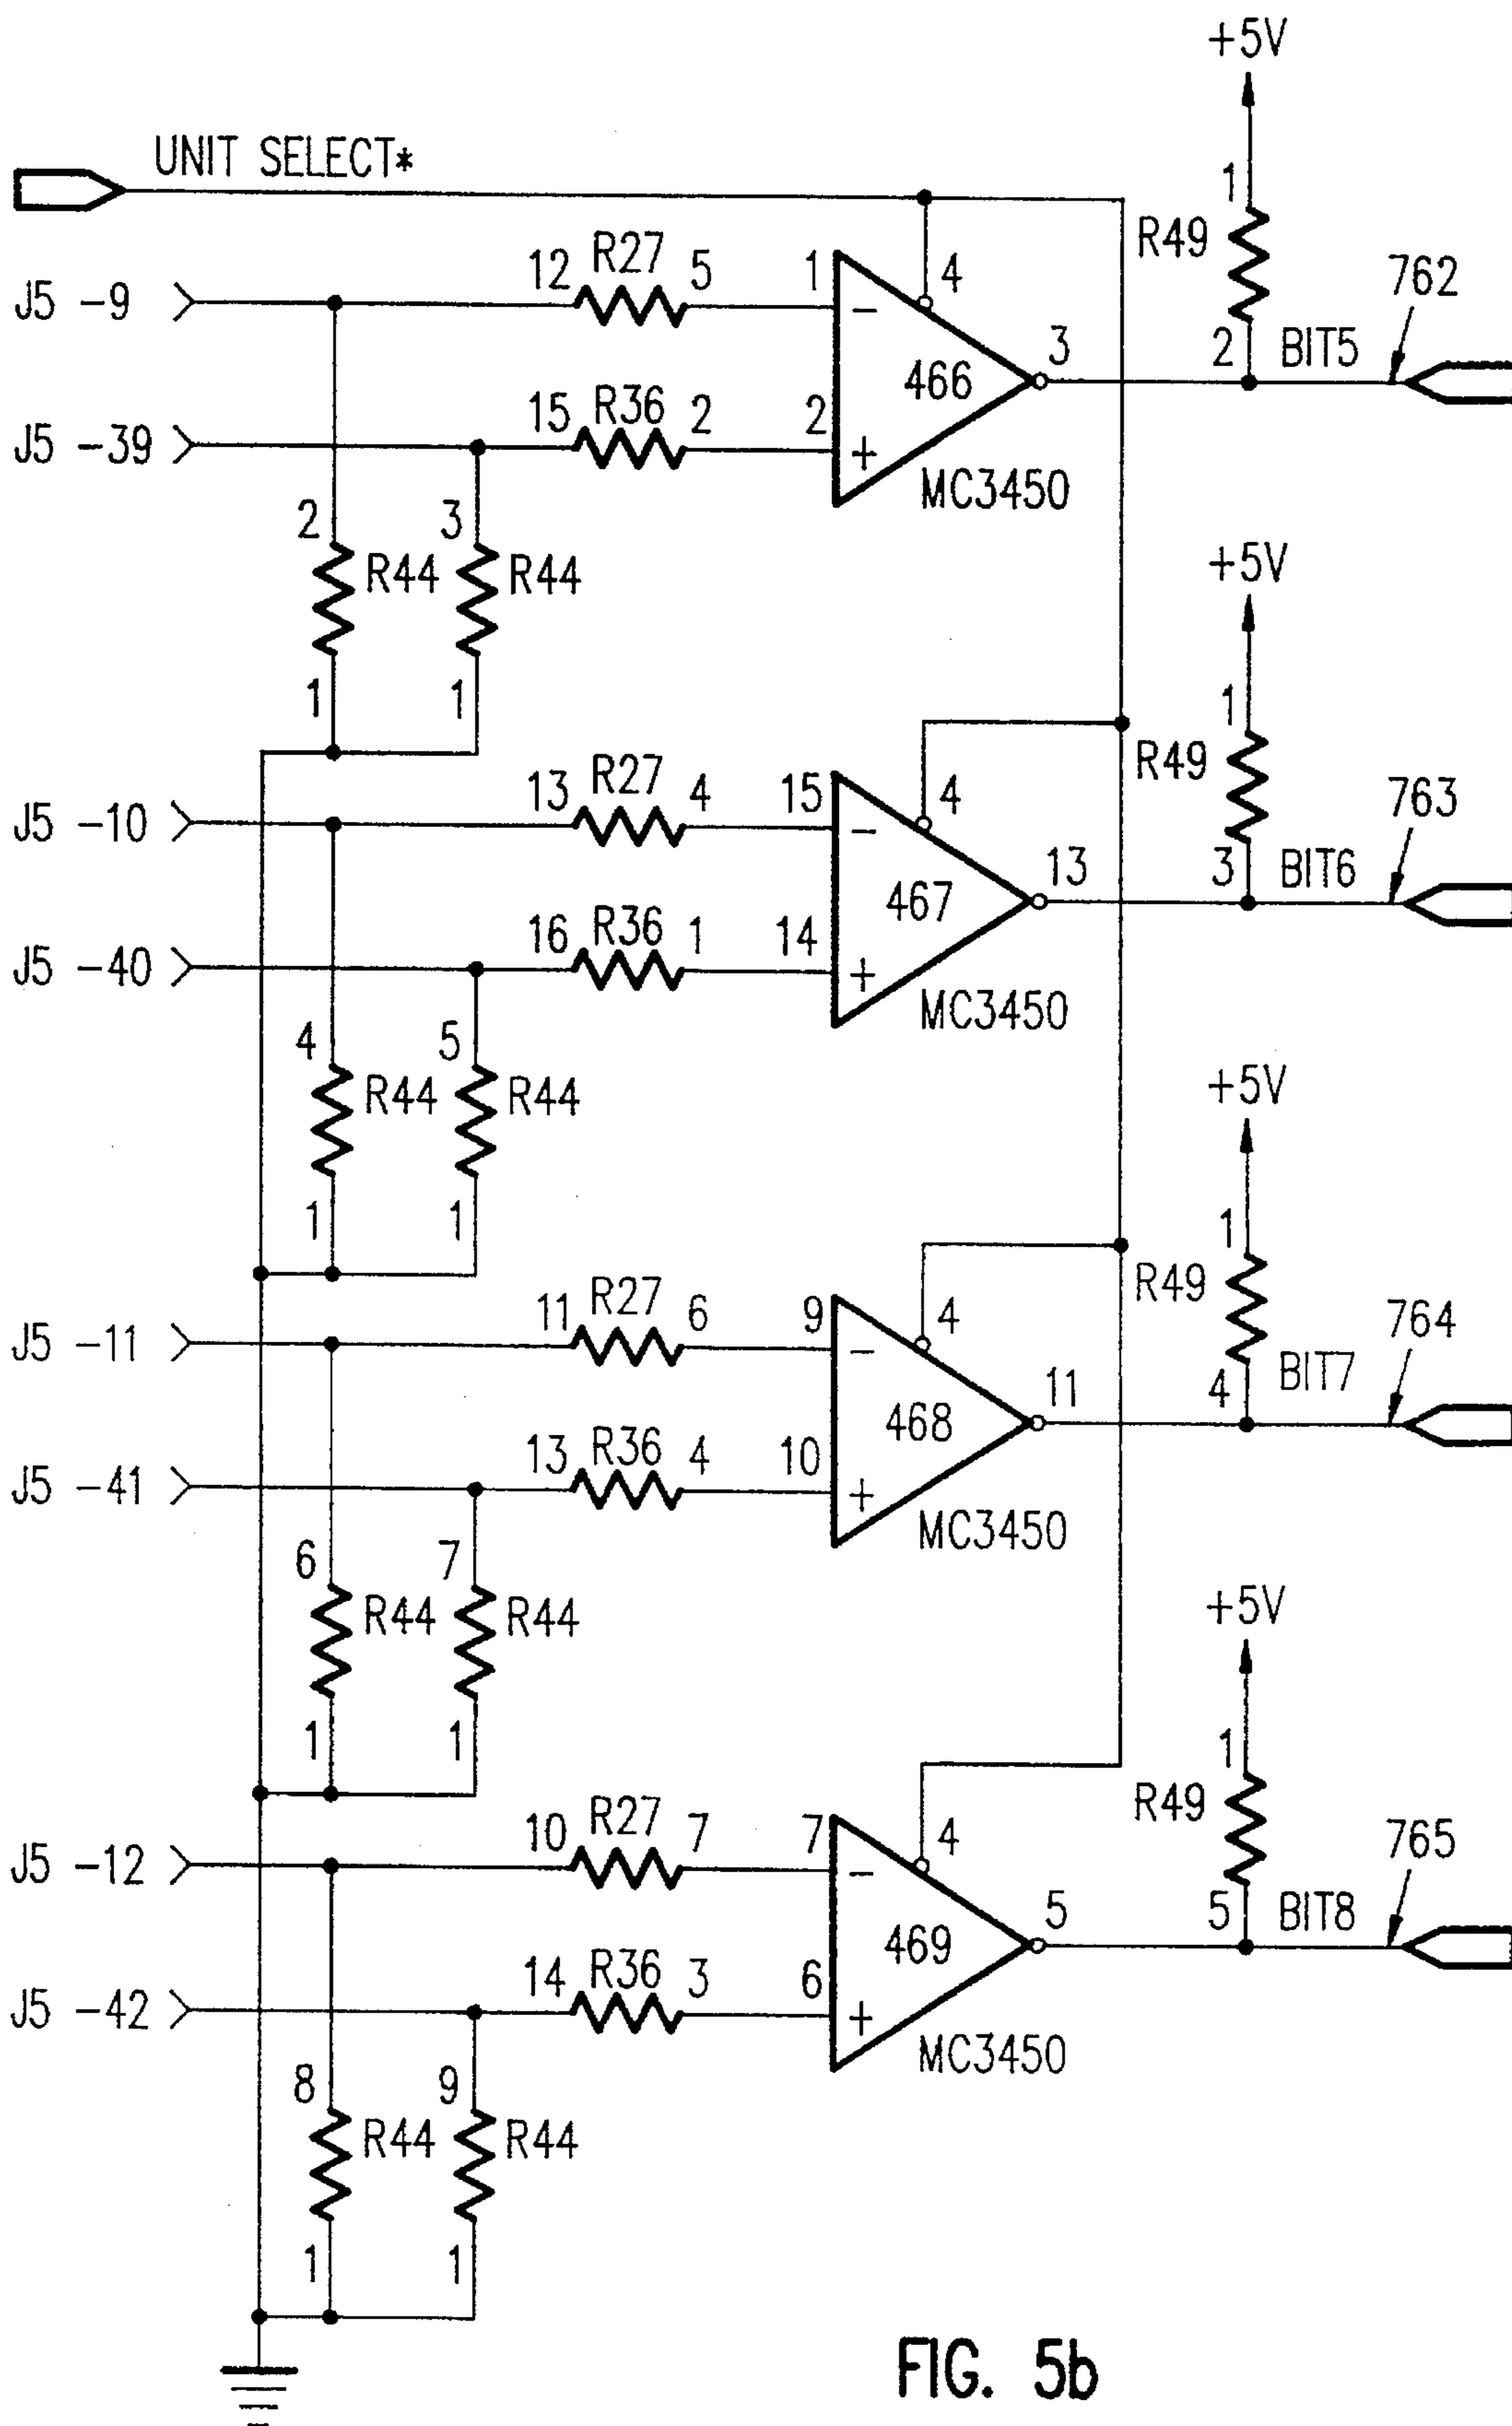 +5V
UNIT SELECT*
1
R49
762
J5 -9
12 R27 5
1
−
4
466
3
2
BIT5
J5 -39
15 R36 2
2
+
MC3450
2
R44
3
R44
1
1
+5V
1
R49
763
J5 -10
13 R27 4
15
−
4
467
13
3
BIT6
J5 -40
16 R36 1
14
+
MC3450
4
R44
5
R44
1
1
+5V
1
R49
764
J5 -11
11 R27 6
9
−
4
468
11
4
BIT7
J5 -41
13 R36 4
10
+
MC3450
6
R44
7
R44
1
1
+5V
1
R49
765
J5 -12
10 R27 7
7
−
4
469
5
5
BIT8
J5 -42
14 R36 3
6
+
MC3450
8
R44
9
R44
1
1
FIG. 5b